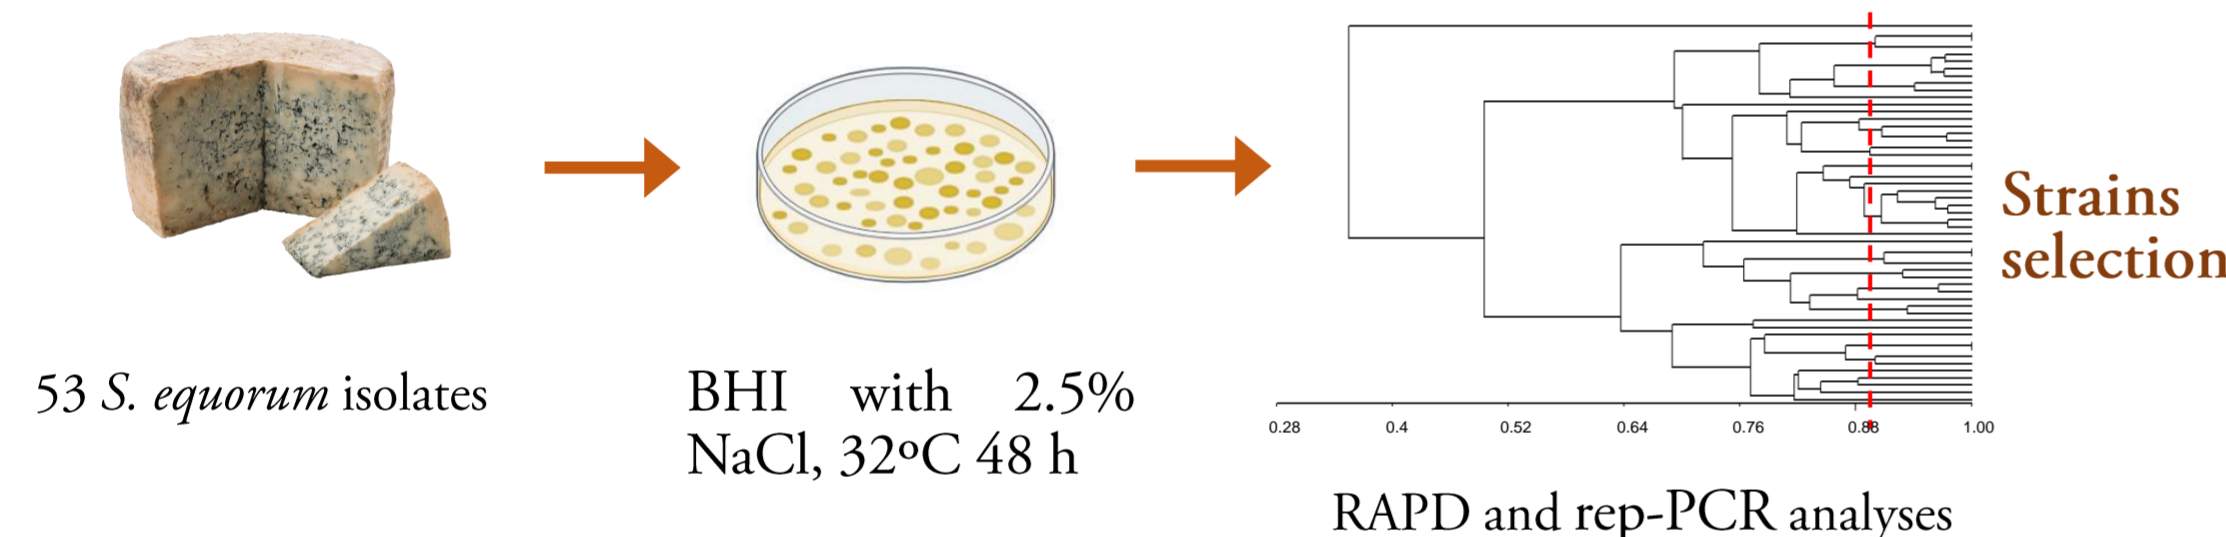 53 S. equorum isolates
BHI with 2.5%
NaCl, 32ºC 48 h
0.28 0.4 0.52 0.64 0.76 0.88 1.00
RAPD and rep-PCR analyses
Strains
selection